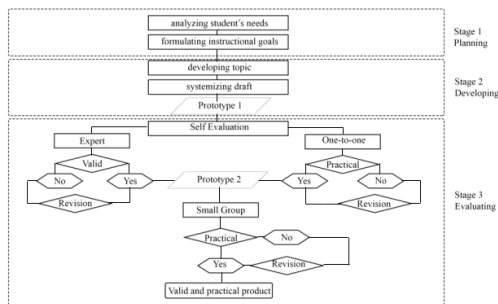 analyzing student's needs
formulating instructional goals
Stage 1
Planning
developing topic
systemizing draft
Prototype 1
Stage 2
Developing
Self Evaluation
Expert
One-to-one
Valid
Practical
No
Yes
Prototype 2
Yes
No
Revision
Revision
Small Group
Practical
No
Yes
Revision
Valid and practical product
Stage 3
Evaluating